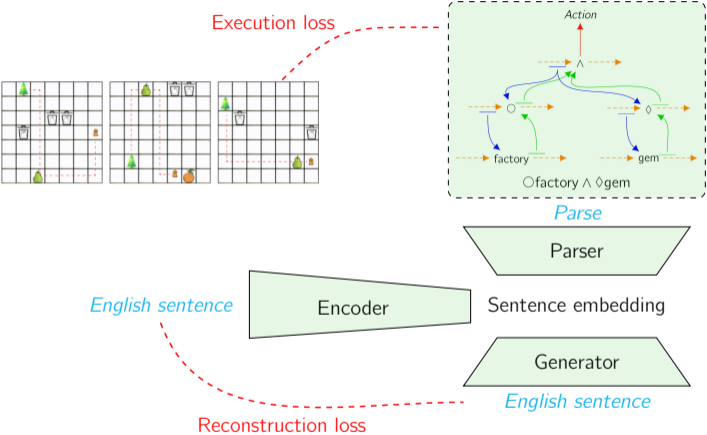 Execution loss
Action
∧
○ ◊
factory gem
○factory ∧ ◊gem
Parse
Parser
English sentence
Encoder
Sentence embedding
Generator
English sentence
Reconstruction loss